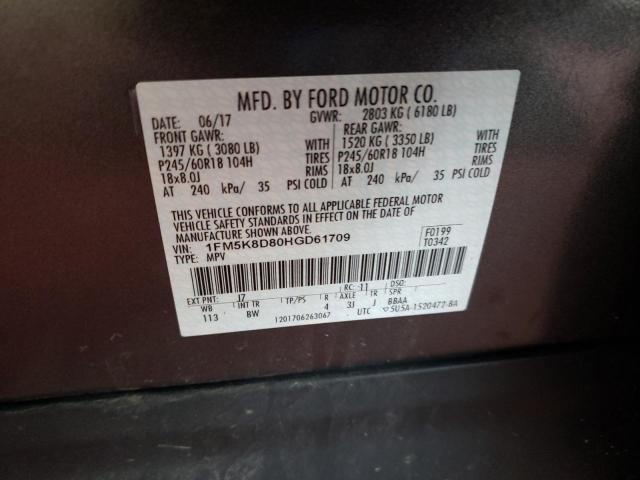 MFD. BY FORD MOTOR CO.
DATE: 06/17 GVWR: 2803 KG ( 6180 LB)
FRONT GAWR: REAR GAWR:
1397 KG ( 3080 LB) 1520 KG ( 3350 LB)
P245/60R18 104H TIRES P245/60R18 104H TIRES
18x8.0J RIMS 18x8.0J RIMS
AT 240 kPa/ 35 PSI COLD AT 240 kPa/ 35 PSI COLD
THIS VEHICLE CONFORMS TO ALL APPLICABLE FEDERAL MOTOR
VEHICLE SAFETY STANDARDS IN EFFECT ON THE DATE OF
MANUFACTURE SHOWN ABOVE.
VIN: 1FM5K8D80HGD61709 F0199
TYPE: MPV T0342
EXT PNT: 17 RC: 11 DSO:
WB INT TR TP/PS R AXLE TR SPR
113 BW 4 3J J BBAA
1201706263067 UTC 5U5A-1520472-BA